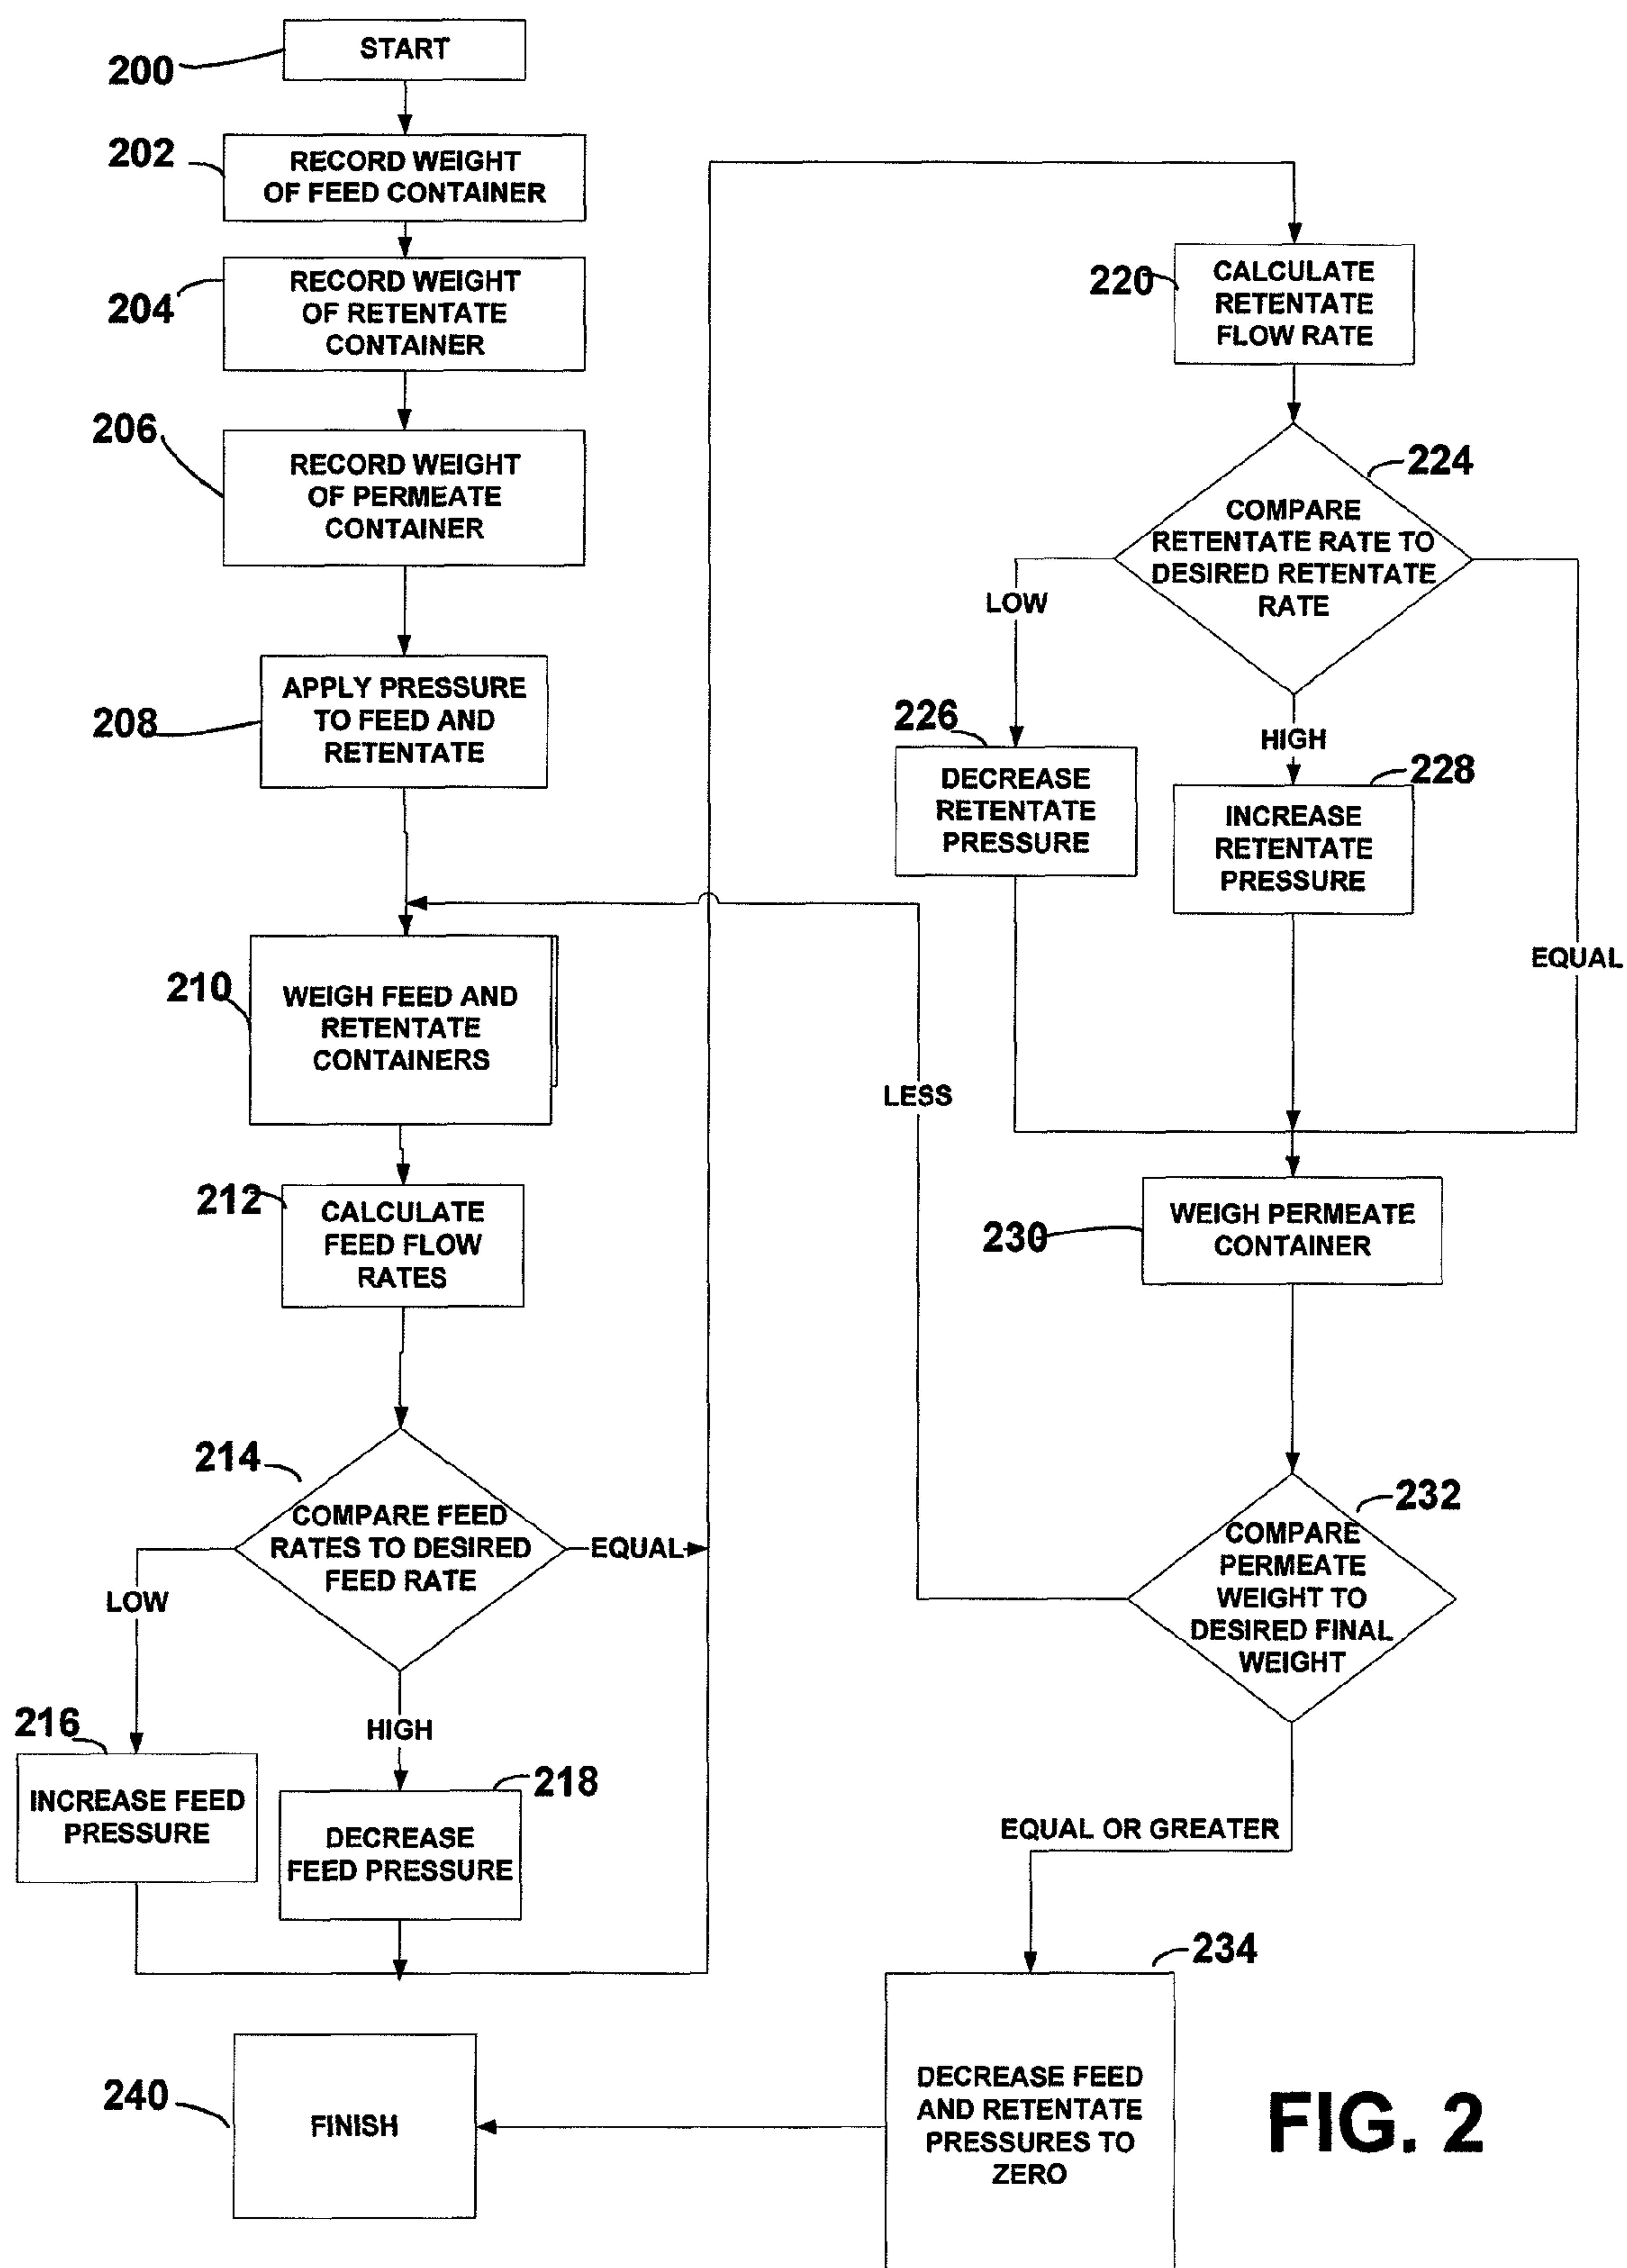 START
200
202
RECORD WEIGHT
OF FEED CONTAINER
204
RECORD WEIGHT
OF RETENTATE
CONTAINER
206
RECORD WEIGHT
OF PERMEATE
CONTAINER
208
APPLY PRESSURE
TO FEED AND
RETENTATE
210
WEIGH FEED AND
RETENTATE
CONTAINERS
212
CALCULATE
FEED FLOW
RATES
214
COMPARE FEED
RATES TO DESIRED
FEED RATE
EQUAL
LOW
HIGH
216
INCREASE FEED
PRESSURE
218
DECREASE
FEED PRESSURE
220
CALCULATE
RETENTATE
FLOW RATE
224
COMPARE
RETENTATE RATE TO
DESIRED RETENTATE
RATE
LOW
HIGH
EQUAL
226
DECREASE
RETENTATE
PRESSURE
228
INCREASE
RETENTATE
PRESSURE
LESS
230
WEIGH PERMEATE
CONTAINER
232
COMPARE
PERMEATE
WEIGHT TO
DESIRED FINAL
WEIGHT
EQUAL OR GREATER
234
DECREASE FEED
AND RETENTATE
PRESSURES TO
ZERO
240
FINISH
FIG. 2